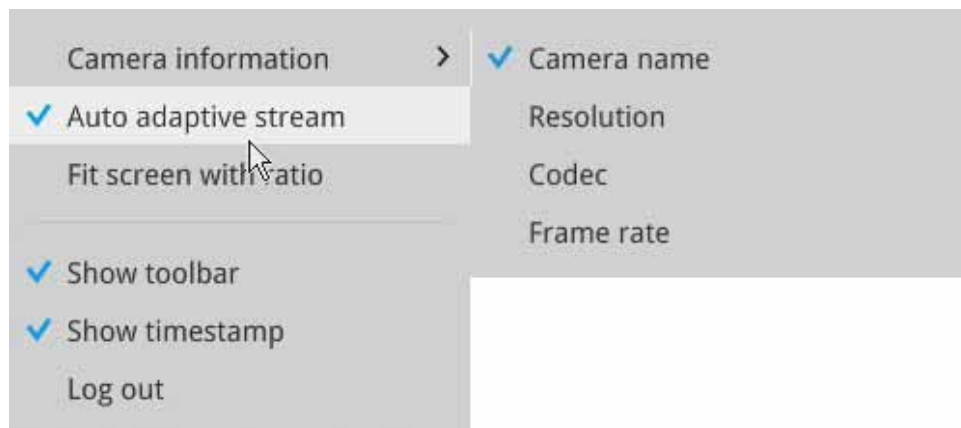 Camera information
Auto adaptive stream
Fit screen with ratio
Show toolbar
Show timestamp
Log out
Camera name
Resolution
Codec
Frame rate